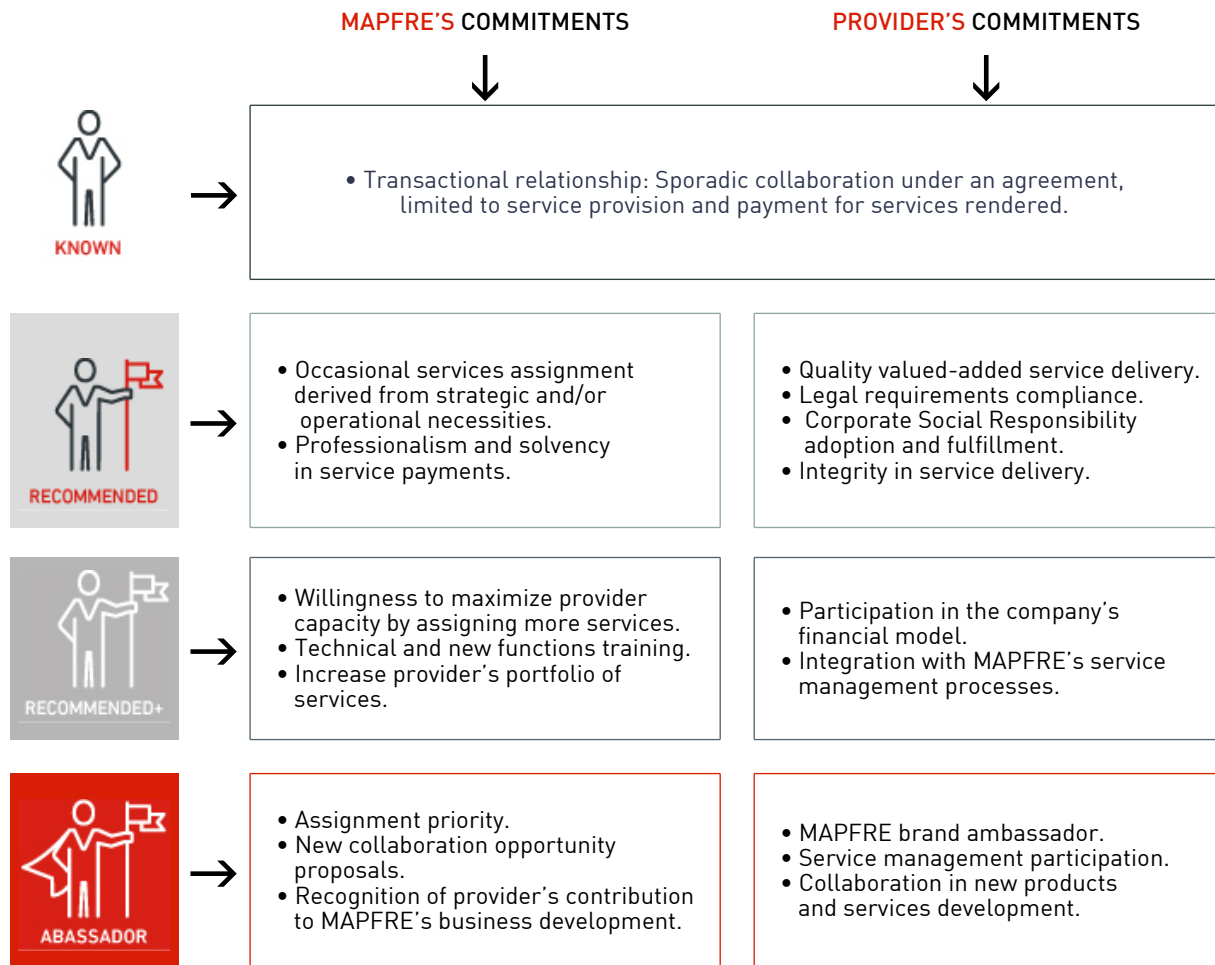 MAPFRE'S COMMITMENTS
PROVIDER'S COMMITMENTS
KNOWN
• Transactional relationship: Sporadic collaboration under an agreement,
limited to service provision and payment for services rendered.
RECOMMENDED
• Occasional services assignment
derived from strategic and/or
operational necessities.
• Professionalism and solvency
in service payments.
• Quality valued-added service delivery.
• Legal requirements compliance.
• Corporate Social Responsibility
adoption and fulfillment.
• Integrity in service delivery.
RECOMMENDED+
• Willingness to maximize provider
capacity by assigning more services.
• Technical and new functions training.
• Increase provider's portfolio of
services.
• Participation in the company's
financial model.
• Integration with MAPFRE's service
management processes.
ABASSADOR
• Assignment priority.
• New collaboration opportunity
proposals.
• Recognition of provider's contribution
to MAPFRE's business development.
• MAPFRE brand ambassador.
• Service management participation.
• Collaboration in new products
and services development.